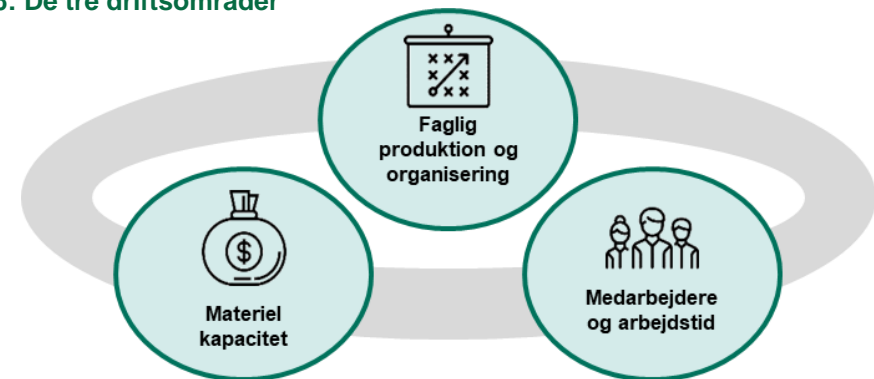 De tre driftsområder
Faglig
produktion og
organisering
$
Materiel
kapacitet
Medarbejdere
og arbejdstid